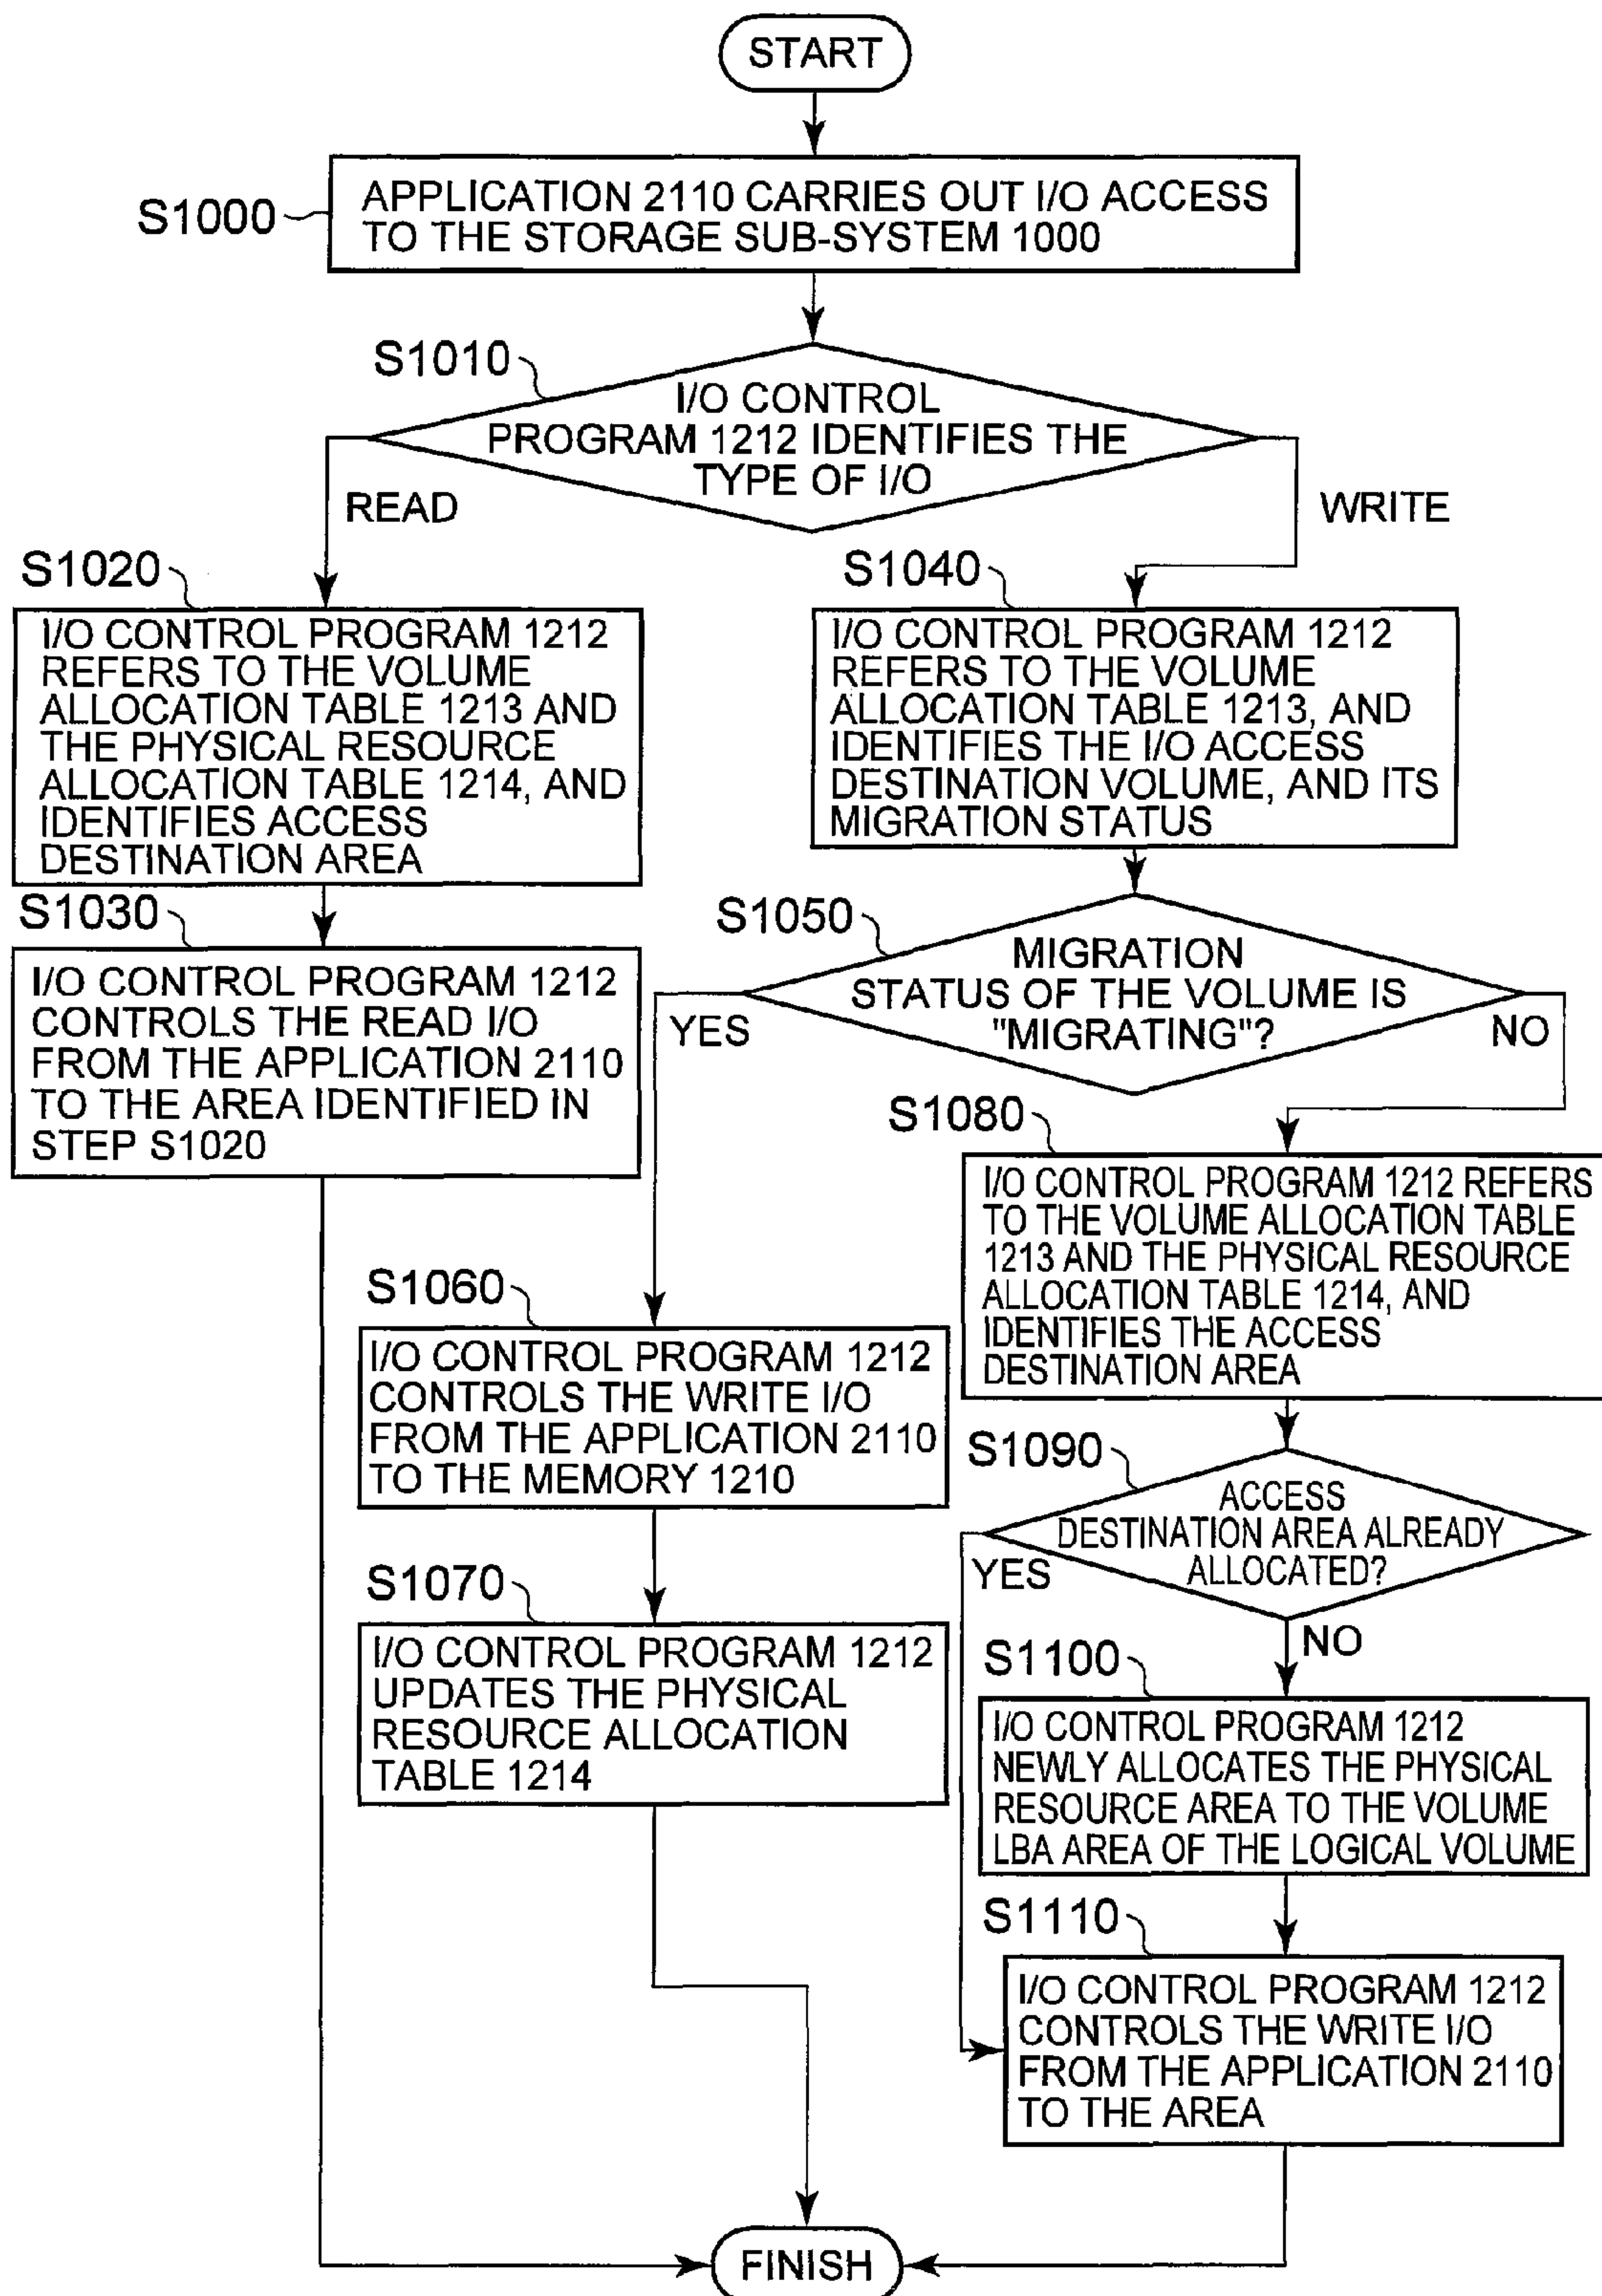 START
S1000
APPLICATION 2110 CARRIES OUT I/O ACCESS
TO THE STORAGE SUB-SYSTEM 1000
S1010
I/O CONTROL
PROGRAM 1212 IDENTIFIES THE
TYPE OF I/O
READ
WRITE
S1020
I/O CONTROL PROGRAM 1212
REFERS TO THE VOLUME
ALLOCATION TABLE 1213 AND
THE PHYSICAL RESOURCE
ALLOCATION TABLE 1214, AND
IDENTIFIES ACCESS
DESTINATION AREA
S1030
I/O CONTROL PROGRAM 1212
CONTROLS THE READ I/O
FROM THE APPLICATION 2110
TO THE AREA IDENTIFIED IN
STEP S1020
S1040
I/O CONTROL PROGRAM 1212
REFERS TO THE VOLUME
ALLOCATION TABLE 1213, AND
IDENTIFIES THE I/O ACCESS
DESTINATION VOLUME, AND ITS
MIGRATION STATUS
S1050
MIGRATION
STATUS OF THE VOLUME IS
"MIGRATING"?
YES
NO
S1060
I/O CONTROL PROGRAM 1212
CONTROLS THE WRITE I/O
FROM THE APPLICATION 2110
TO THE MEMORY 1210
S1070
I/O CONTROL PROGRAM 1212
UPDATES THE PHYSICAL
RESOURCE ALLOCATION
TABLE 1214
S1080
I/O CONTROL PROGRAM 1212 REFERS
TO THE VOLUME ALLOCATION TABLE
1213 AND THE PHYSICAL RESOURCE
ALLOCATION TABLE 1214, AND
IDENTIFIES THE ACCESS
DESTINATION AREA
S1090
ACCESS
DESTINATION AREA ALREADY
ALLOCATED?
YES
NO
S1100
I/O CONTROL PROGRAM 1212
NEWLY ALLOCATES THE PHYSICAL
RESOURCE AREA TO THE VOLUME
LBA AREA OF THE LOGICAL VOLUME
S1110
I/O CONTROL PROGRAM 1212
CONTROLS THE WRITE I/O
FROM THE APPLICATION 2110
TO THE AREA
FINISH